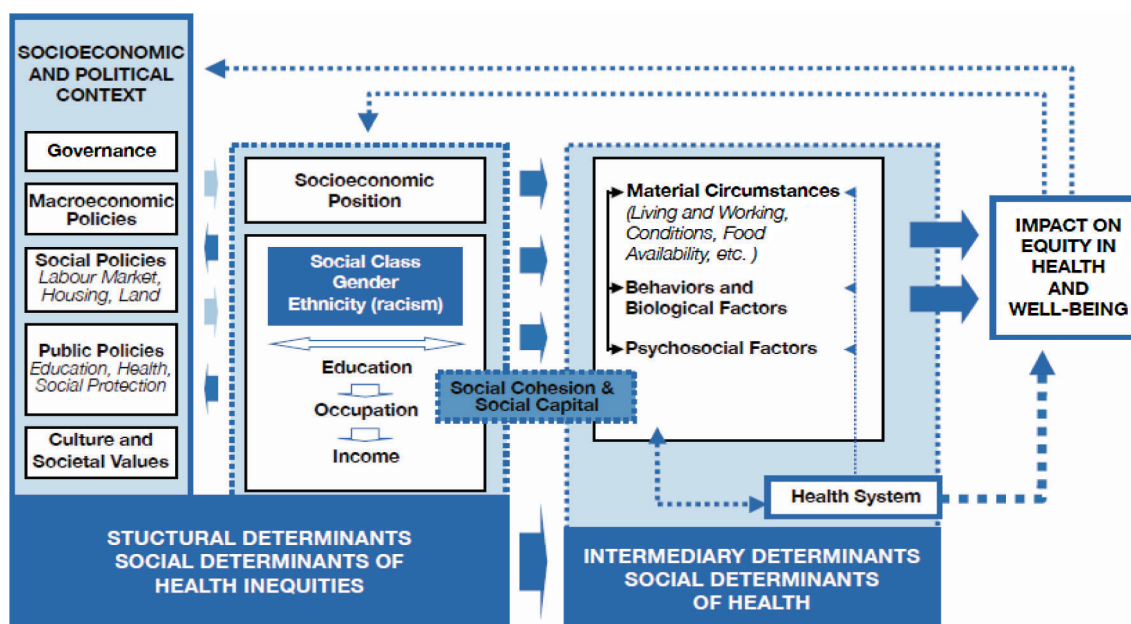 SOCIOECONOMIC
AND POLITICAL
CONTEXT
Governance
Macroeconomic
Policies
Social Policies
Labour Market,
Housing, Land
Public Policies
Education, Health,
Social Protection
Culture and
Societal Values
Socioeconomic
Position
Social Class
Gender
Ethnicity (racism)
Education
Occupation
Income
Social Cohesion &
Social Capital
Material Circumstances
(Living and Working,
Conditions, Food
Availability, etc. )
Behaviors and
Biological Factors
Psychosocial Factors
Health System
IMPACT ON
EQUITY IN
HEALTH
AND
WELL-BEING
STUCTURAL DETERMINANTS
SOCIAL DETERMINANTS OF
HEALTH INEQUITIES
INTERMEDIARY DETERMINANTS
SOCIAL DETERMINANTS
OF HEALTH